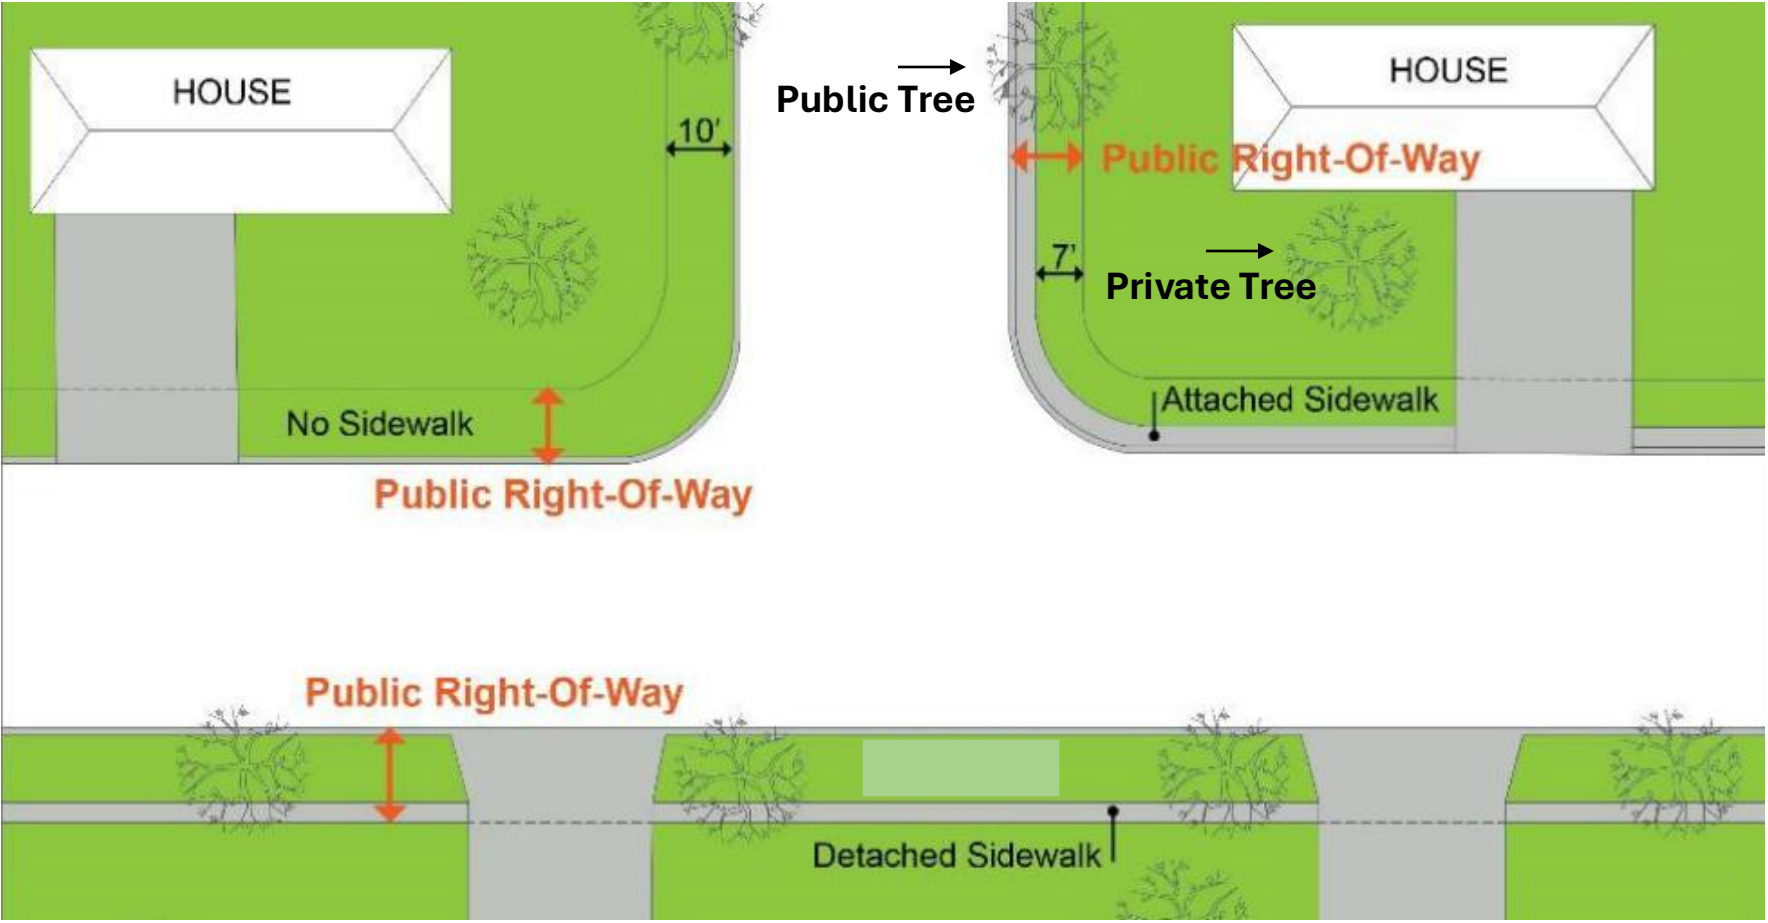 HOUSE
HOUSE
Public Tree
10'
Public Right-Of-Way
7'
Private Tree
No Sidewalk
Attached Sidewalk
Public Right-Of-Way
Public Right-Of-Way
Detached Sidewalk